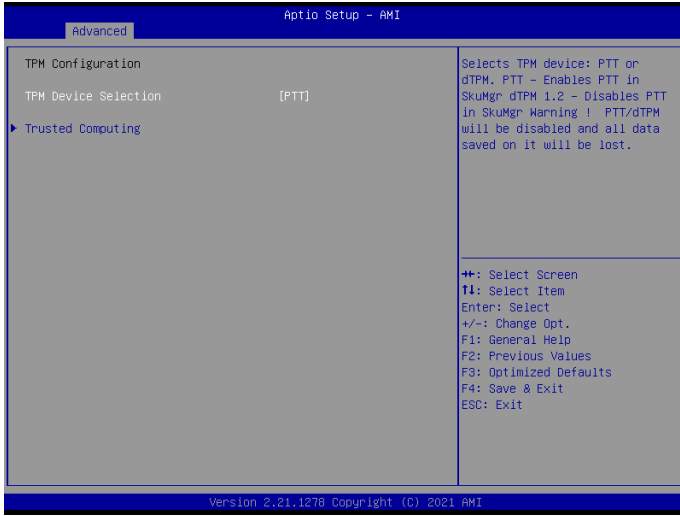 Aptio Setup - AMI
Advanced
TPM Configuration
TPM Device Selection [PTT]
Trusted Computing
Selects TPM device: PTT or
dTPM. PTT - Enables PTT in
SkuMgr dTPM 1.2 - Disables PTT
in SkuMgr Warning !  PTT/dTPM
will be disabled and all data
saved on it will be lost.
→←: Select Screen
↑↓: Select Item
Enter: Select
+/-: Change Opt.
F1: General Help
F2: Previous Values
F3: Optimized Defaults
F4: Save & Exit
ESC: Exit
Version 2.21.1278 Copyright (C) 2021 AMI